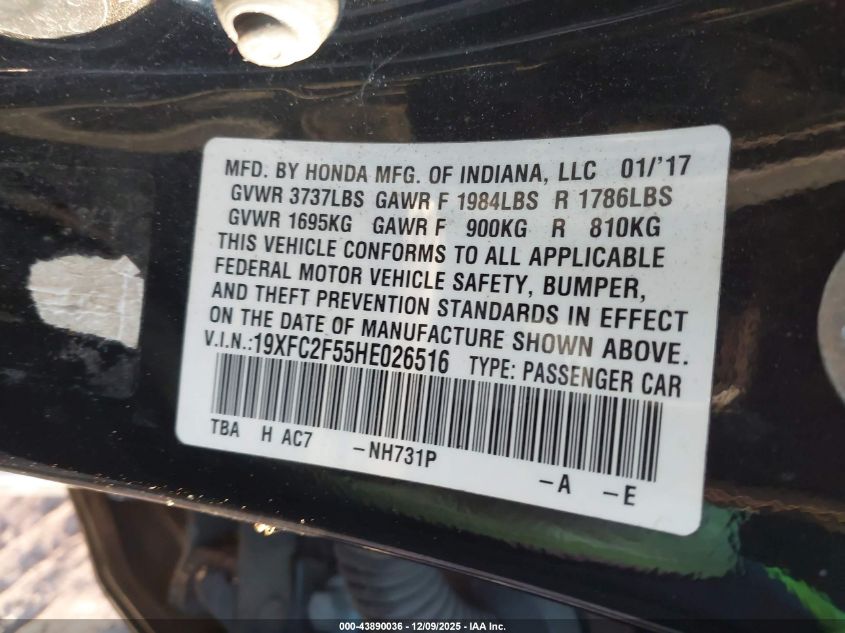 MFD. BY HONDA MFG. OF INDIANA, LLC 01/'17
GVWR 3737LBS GAWR F 1984LBS R 1786LBS
GVWR 1695KG GAWR F 900KG R 810KG
THIS VEHICLE CONFORMS TO ALL APPLICABLE
FEDERAL MOTOR VEHICLE SAFETY, BUMPER,
AND THEFT PREVENTION STANDARDS IN EFFECT
ON THE DATE OF MANUFACTURE SHOWN ABOVE.
V.I.N.:19XFC2F55HE026516 TYPE: PASSENGER CAR
TBA H AC7 -NH731P -A -E
000-43890036 - 12/09/2025 - IAA Inc.